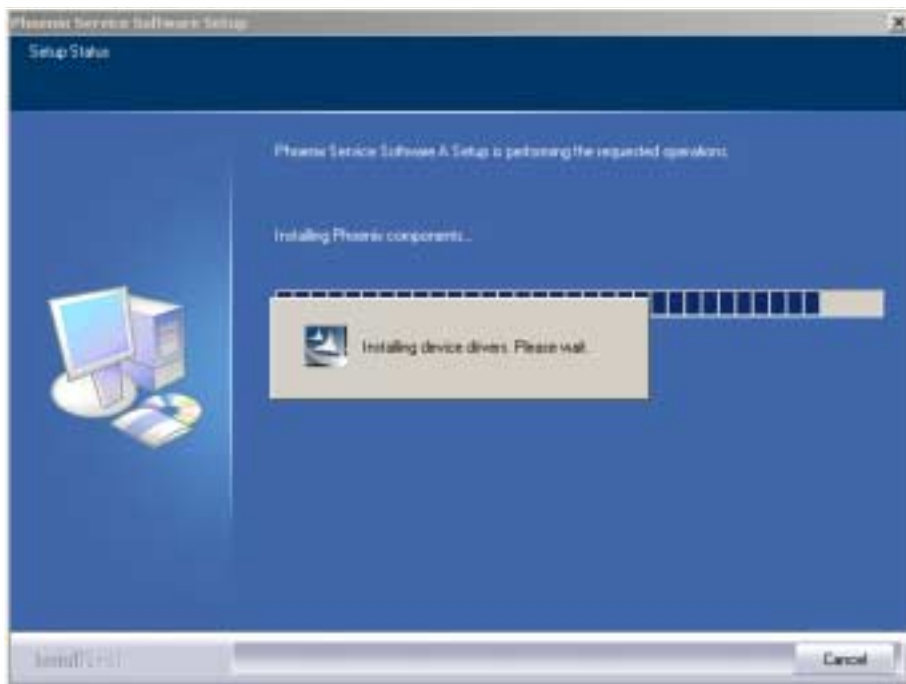 Phoenix Service Software Setup
Setup Status
Phoenix Service Software A Setup is performing the requested operations.
Installing Phoenix components...
Installing device drivers. Please wait...
InstallShield
Cancel